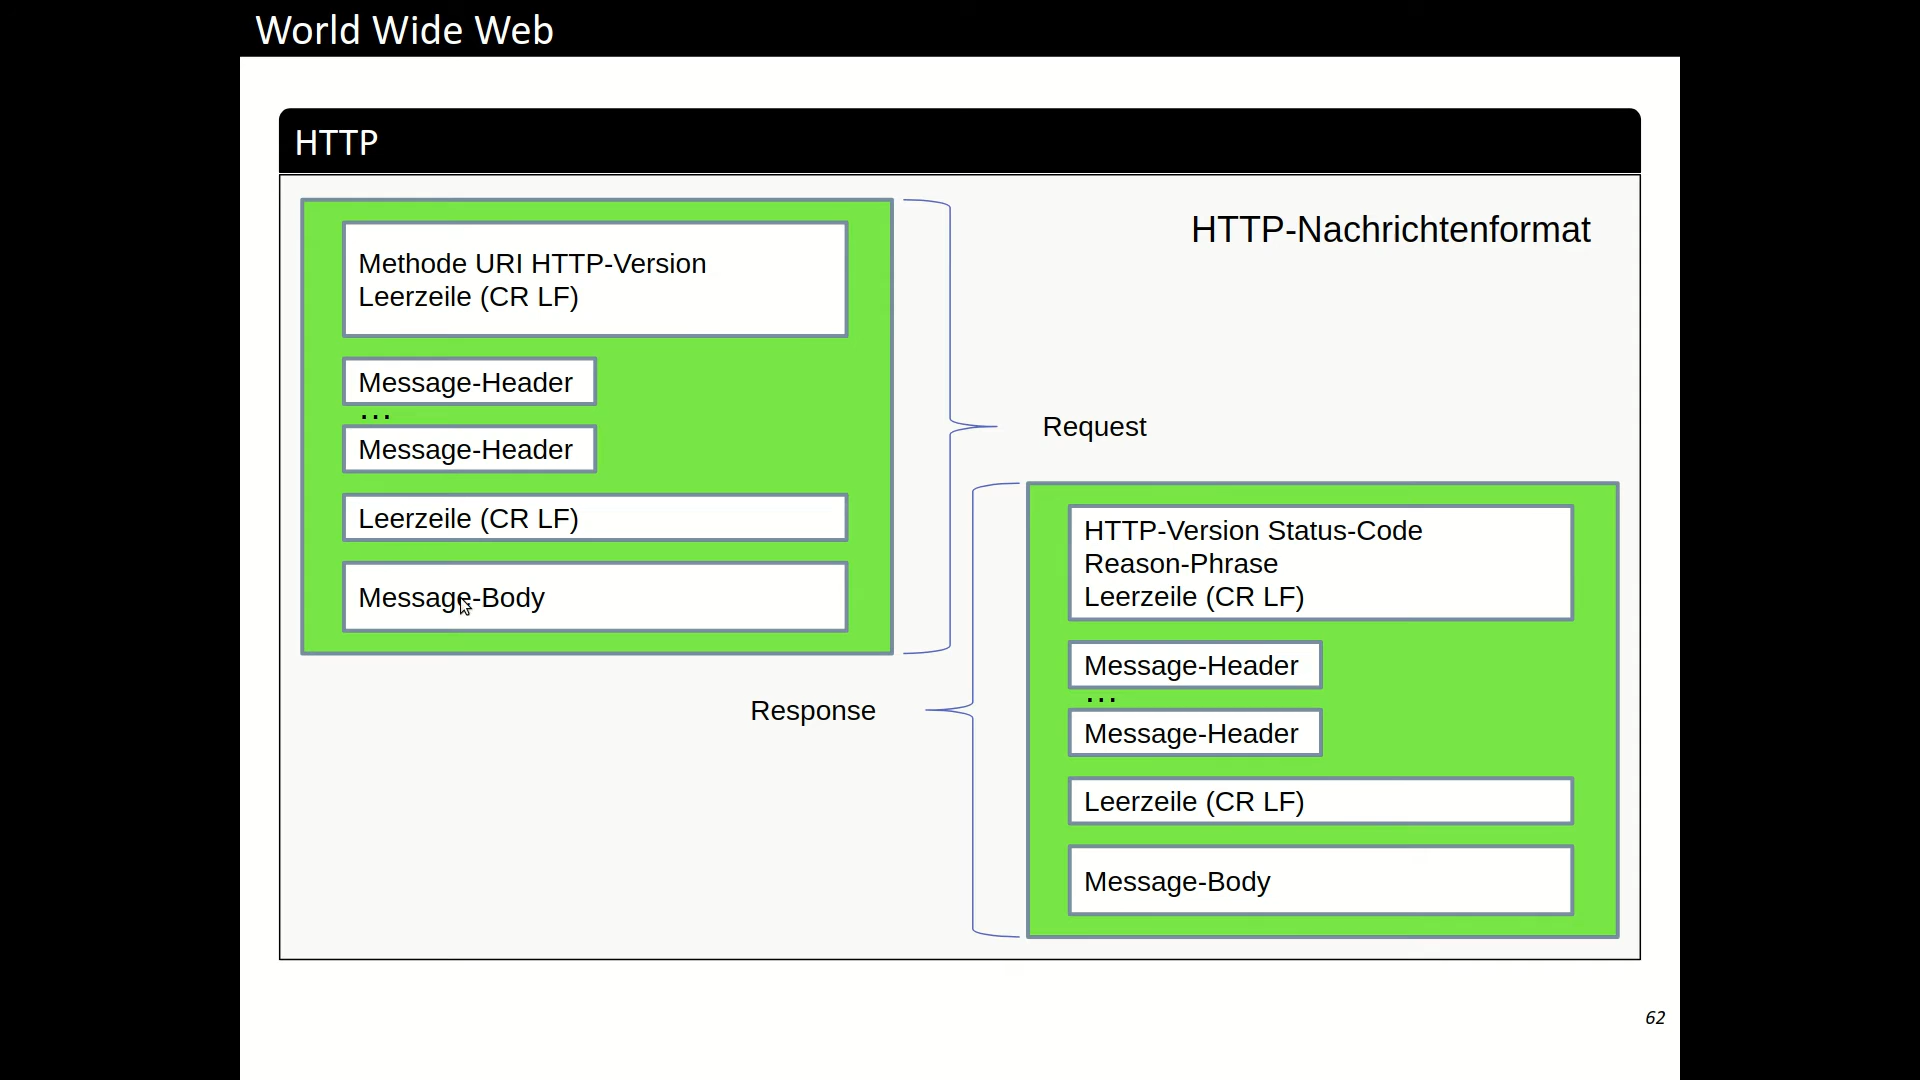 World Wide Web
HTTP
HTTP-Nachrichtenformat
Methode URI HTTP-Version
Leerzeile (CR LF)
Message-Header
...
Message-Header
Leerzeile (CR LF)
Message-Body
Request
Response
HTTP-Version Status-Code
Reason-Phrase
Leerzeile (CR LF)
Message-Header
...
Message-Header
Leerzeile (CR LF)
Message-Body
62